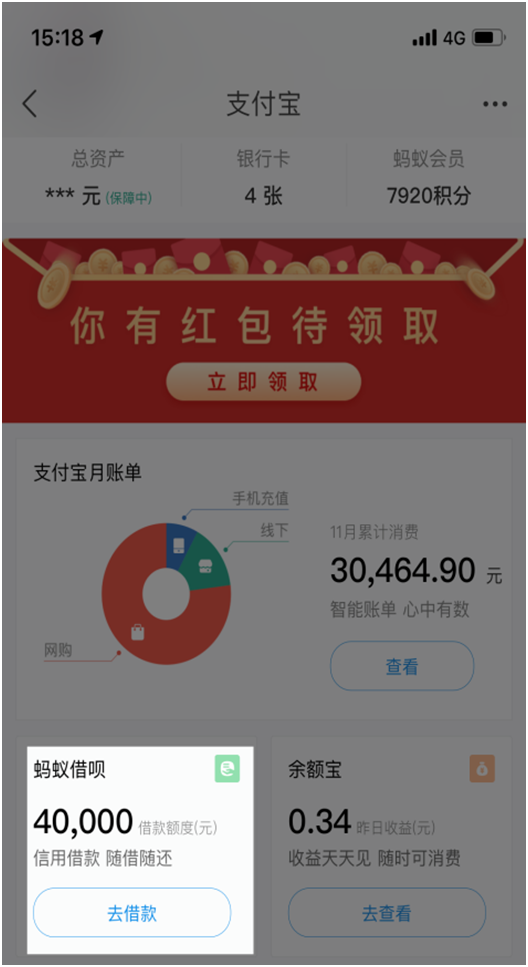 15:18
4G
支付宝
总资产
*** 元 (保障中)
银行卡
4 张
蚂蚁会员
7920积分
你有红包待领取
立即领取
支付宝月账单
手机充值
线下
网购
11月累计消费
30,464.90 元
智能账单 心中有数
查看
蚂蚁借呗
40,000 借款额度(元)
信用借款 随借随还
去借款
余额宝
0.34 昨日收益(元)
收益天天见 随时可消费
去查看